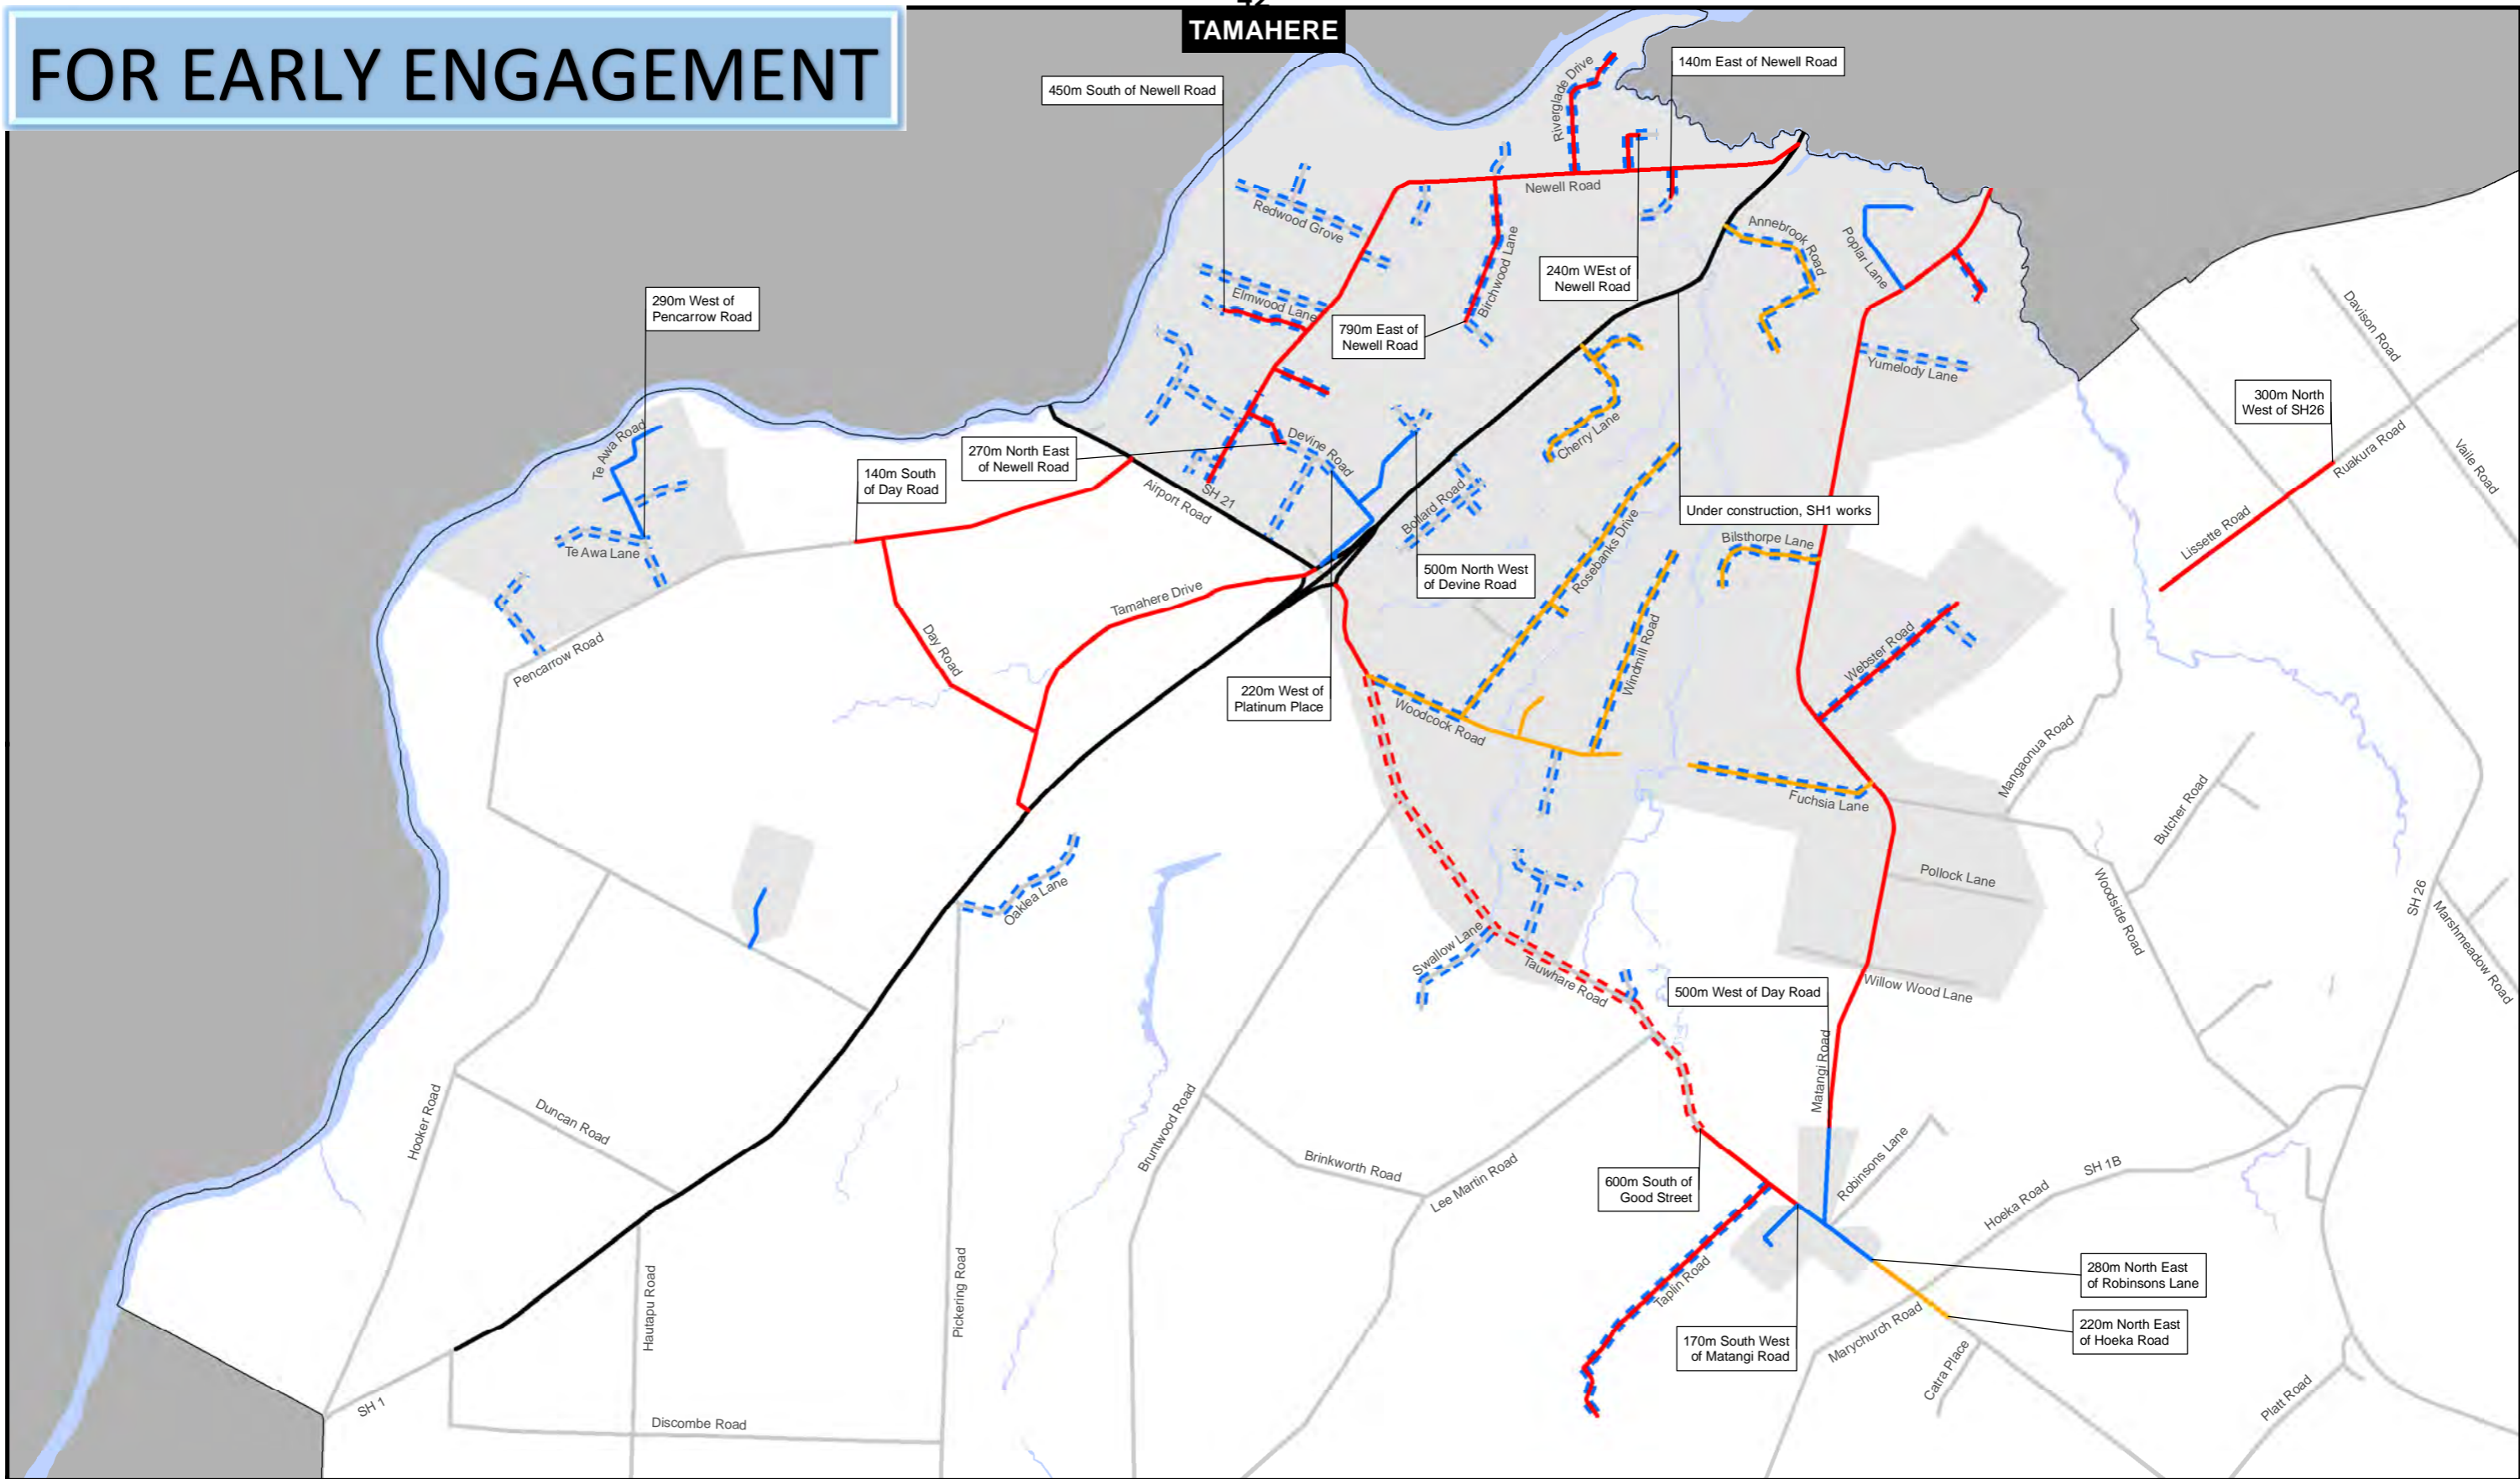 42
TAMAHERE
FOR EARLY ENGAGEMENT
140m East of Newell Road
450m South of Newell Road
Riverglade Drive
Newell Road
Redwood Grove
Annebrook Road
Poplar Lane
Birchwood Lane
240m WEst of
Newell Road
Elmwood Lane
290m West of
Pencarrow Road
790m East of
Newell Road
Yumelody Lane
Davison Road
300m North
West of SH26
Ruakura Road
Vaile Road
Te Awa Road
Cherry Lane
270m North East
of Newell Road
Devine Road
140m South
of Day Road
SH 21
Airport Road
Bollard Road
Under construction, SH1 works
Lissette Road
Te Awa Lane
Rosebanks Drive
Bilsthorpe Lane
500m North West
of Devine Road
Tamahere Drive
Day Road
Windmill Road
Webster Road
Pencarrow Road
220m West of
Platinum Place
Woodcock Road
Mangaonua Road
Fuchsia Lane
Butcher Road
Pollock Lane
Oaklea Lane
Woodside Road
SH 26
Marshmeadow Road
Swallow Lane
Tauwhare Road
Willow Wood Lane
500m West of Day Road
Matangi Road
Hooker Road
Duncan Road
Bruntwood Road
Brinkworth Road
Lee Martin Road
600m South of
Good Street
Robinsons Lane
SH 1B
Hoeka Road
Hautapu Road
Pickering Road
Taplin Road
280m North East
of Robinsons Lane
220m North East
of Hoeka Road
170m South West
of Matangi Road
Marychurch Road
Catra Place
Platt Road
SH 1
Discombe Road